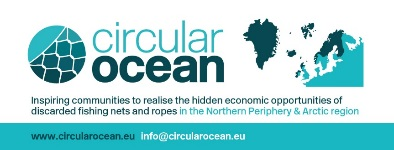 circular
ocean
Inspiring communities to realise the hidden economic opportunities of
discarded fishing nets and ropes in the Northern Periphery & Arctic region
www.circularocean.eu info@circularocean.eu